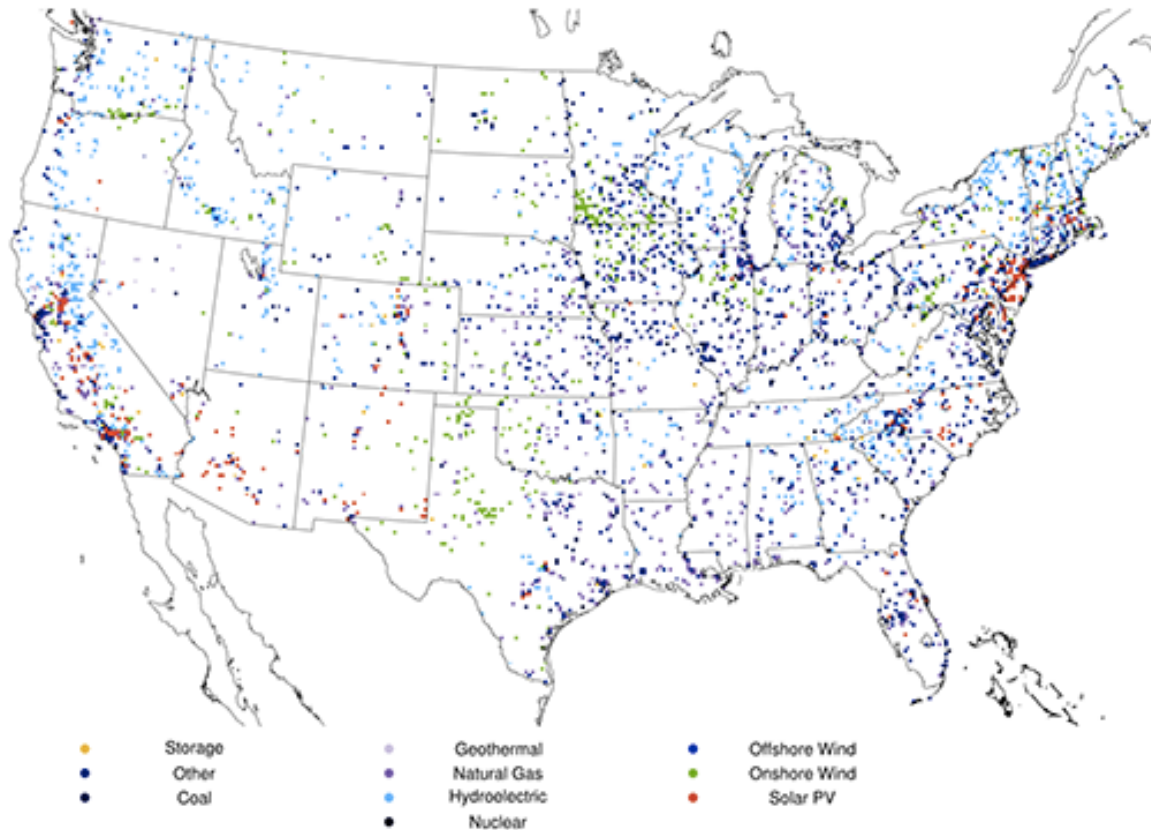 Storage Geothermal Offshore Wind
Other Natural Gas Onshore Wind
Coal Hydroelectric Solar PV
Nuclear